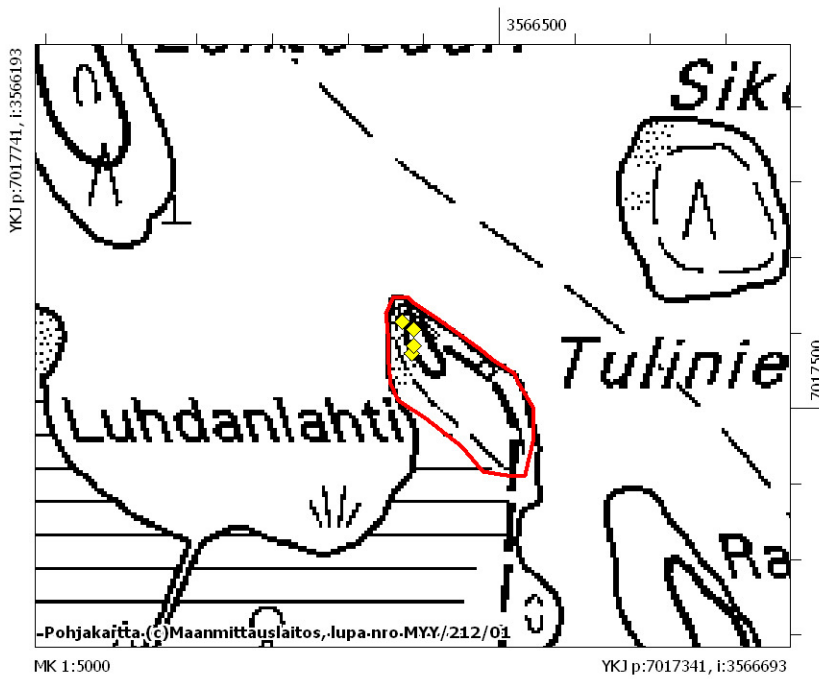 3566500
YKJ p:7017741, i:3566193
Sik
Tulinie
7017500
Luhdanlahti
Ra
Pohjakaitta (c)Maanmittauslaitos, lupa nro MYY/212/01
MK 1:5000
YKJ p:7017341, i:3566693